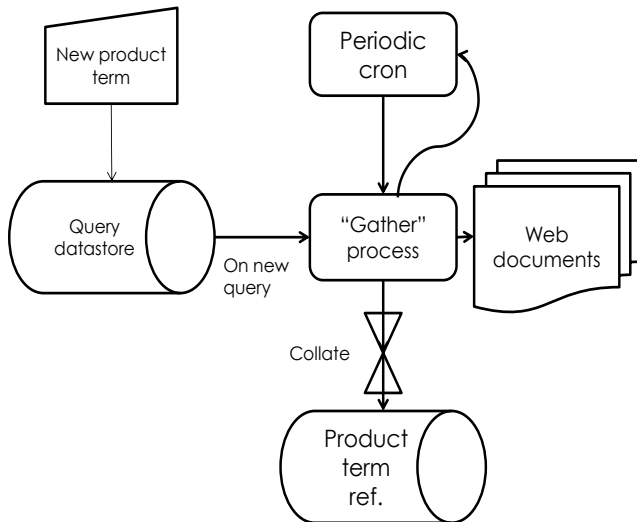 New product
term
Periodic
cron
Query
datastore
On new
query
“Gather”
process
Web
documents
Collate
Product
term
ref.